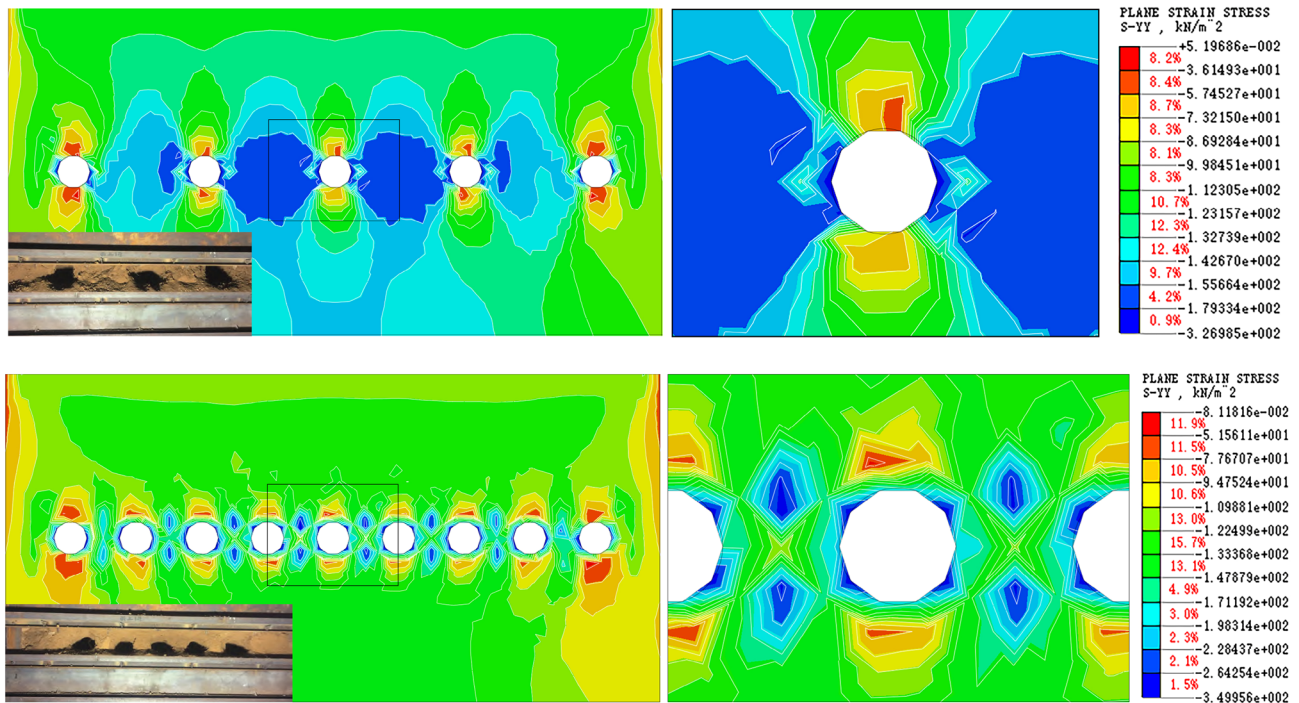 PLANE STRAIN STRESS
S-YY , kN/m¨2
+5.19686e-002
8.2%
-3.61493e+001
8.4%
-5.74527e+001
8.7%
-7.32150e+001
8.3%
-8.69284e+001
8.1%
-9.98451e+001
8.3%
-1.12305e+002
10.7%
-1.23157e+002
12.3%
-1.32739e+002
12.4%
-1.42670e+002
9.7%
-1.55664e+002
4.2%
-1.79334e+002
0.9%
-3.26985e+002
PLANE STRAIN STRESS
S-YY , kN/m¨2
-8.11816e-002
11.9%
-5.15611e+001
11.5%
-7.76707e+001
10.5%
-9.47524e+001
10.6%
-1.09881e+002
13.0%
-1.22499e+002
15.7%
-1.33368e+002
13.1%
-1.47879e+002
4.9%
-1.71192e+002
3.0%
-1.98314e+002
2.3%
-2.28437e+002
2.1%
-2.64254e+002
1.5%
-3.49956e+002